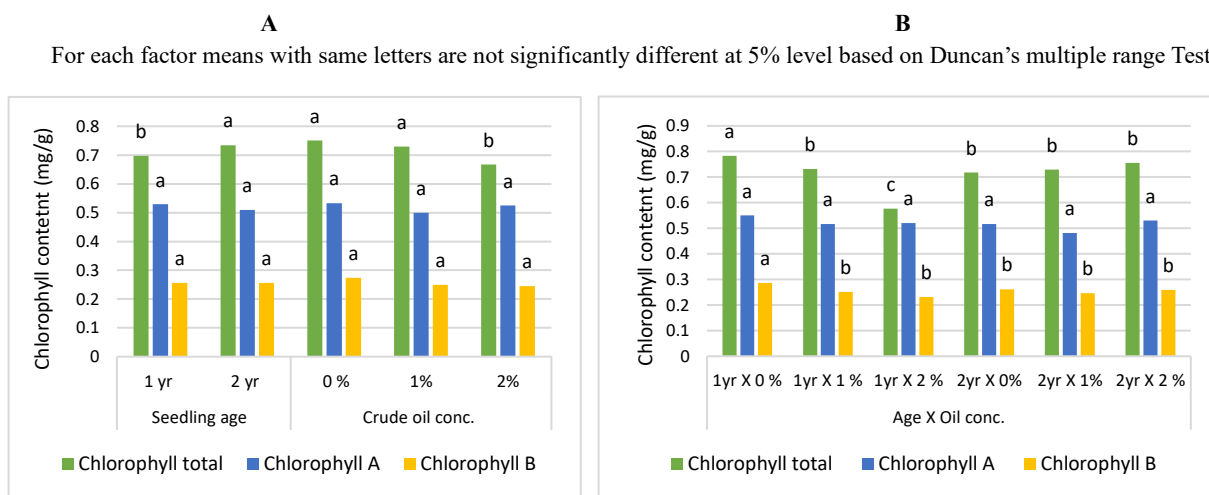 A
B
For each factor means with same letters are not significantly different at 5% level based on Duncan's multiple range Test
Chlorophyll contetnt (mg/g)
0.8
0.7
0.6
0.5
0.4
0.3
0.2
0.1
0
b
a
a
a
a
a
a
a
a
a
a
a
b
a
a
1 yr
2 yr
0 %
1%
2%
Seedling age
Crude oil conc.
Chlorophyll total
Chlorophyll A
Chlorophyll B
Chlorophyll contetnt (mg/g)
0.9
0.8
0.7
0.6
0.5
0.4
0.3
0.2
0.1
0
a
a
a
b
a
b
c
a
b
b
a
b
b
a
b
b
a
b
1yr X 0 %
1yr X 1 %
1yr X 2 %
2yr X 0%
2yr X 1%
2yr X 2 %
Age X Oil conc.
Chlorophyll total
Chlorophyll A
Chlorophyll B